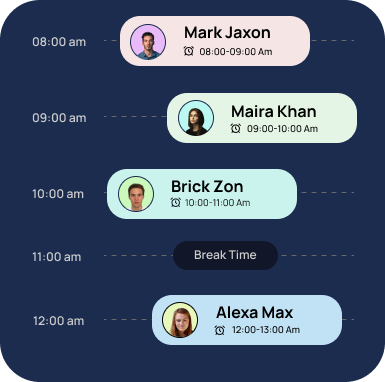 08:00 am
Mark Jaxon
08:00-09:00 Am
09:00 am
Maira Khan
09:00-10:00 Am
10:00 am
Brick Zon
10:00-11:00 Am
11:00 am
Break Time
12:00 am
Alexa Max
12:00-13:00 Am